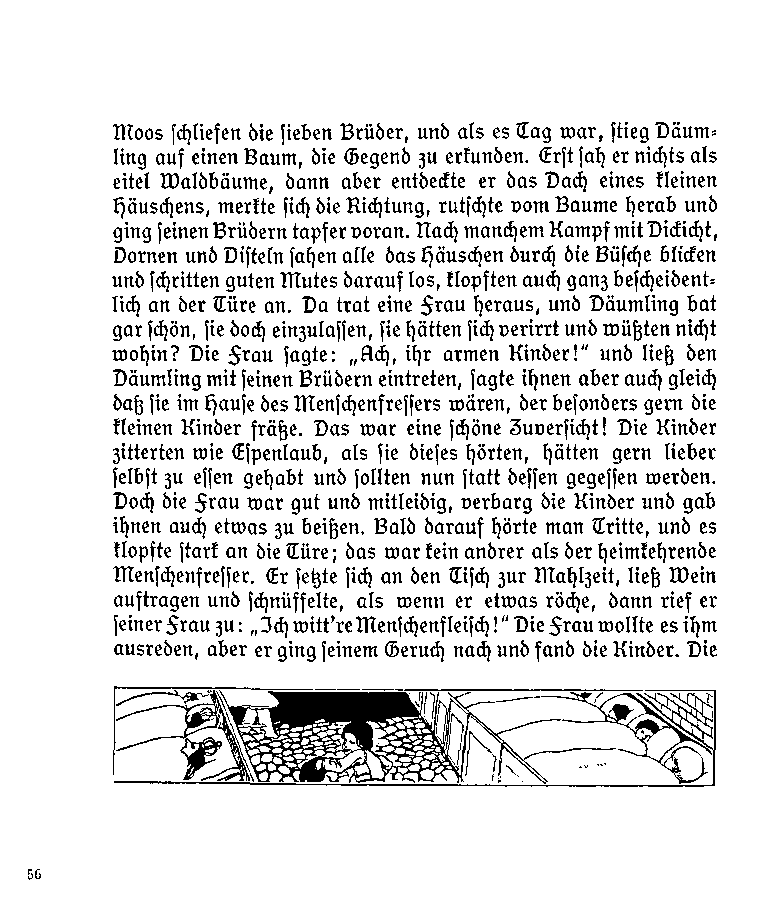 Moos schliefen die sieben Brüder, und als es Tag war, stieg Däum-
ling auf einen Baum, die Gegend zu erkunden. Erst sah er nichts als
eitel Waldbäume, dann aber entdeckte er das Dach eines kleinen
Häuschens, merkte sich die Richtung, rutschte vom Baume herab und
ging seinen Brüdern tapfer voran. Nach manchem Kampf mit Dickicht,
Dornen und Disteln sahen alle das Häuschen durch die Büsche blicken
und schritten guten Mutes darauf los, klopften auch ganz bescheident-
lich an der Türe an. Da trat eine Frau heraus, und Däumling bat
gar schön, sie doch einzulassen, sie hätten sich verirrt und wüßten nicht
wohin? Die Frau sagte: „Ach, ihr armen Kinder!" und ließ den
Däumling mit seinen Brüdern eintreten, sagte ihnen aber auch gleich
daß sie im Hause des Menschenfressers wären, der besonders gern die
kleinen Kinder fräße. Das war eine schöne Zuversicht! Die Kinder
zitterten wie Espenlaub, als sie dieses hörten, hätten gern lieber
selbst zu essen gehabt und sollten nun statt dessen gegessen werden.
Doch die Frau war gut und mitleidig, verbarg die Kinder und gab
ihnen auch etwas zu beißen. Bald darauf hörte man Tritte, und es
klopfte stark an die Türe; das war kein andrer als der heimkehrende
Menschenfresser. Er setzte sich an den Tisch zur Mahlzeit, ließ Wein
auftragen und schnüffelte, als wenn er etwas röche, dann rief er
seiner Frau zu: „Ich witt're Menschenfleisch!" Die Frau wollte es ihm
ausreden, aber er ging seinem Geruch nach und fand die Kinder. Die
56